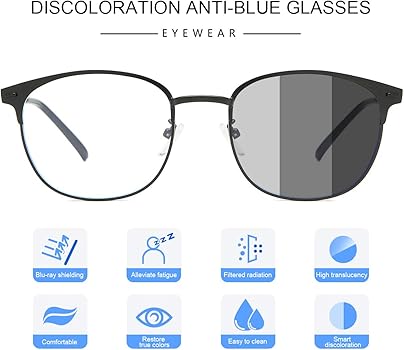 DISCOLORATION ANTI-BLUE GLASSES
EYEWEAR
zzz
Blu-ray shielding
Alleviate fatigue
Filtered radiation
High translucency
Comfortable
Restore
true colors
Easy to clean
Smart
discoloration